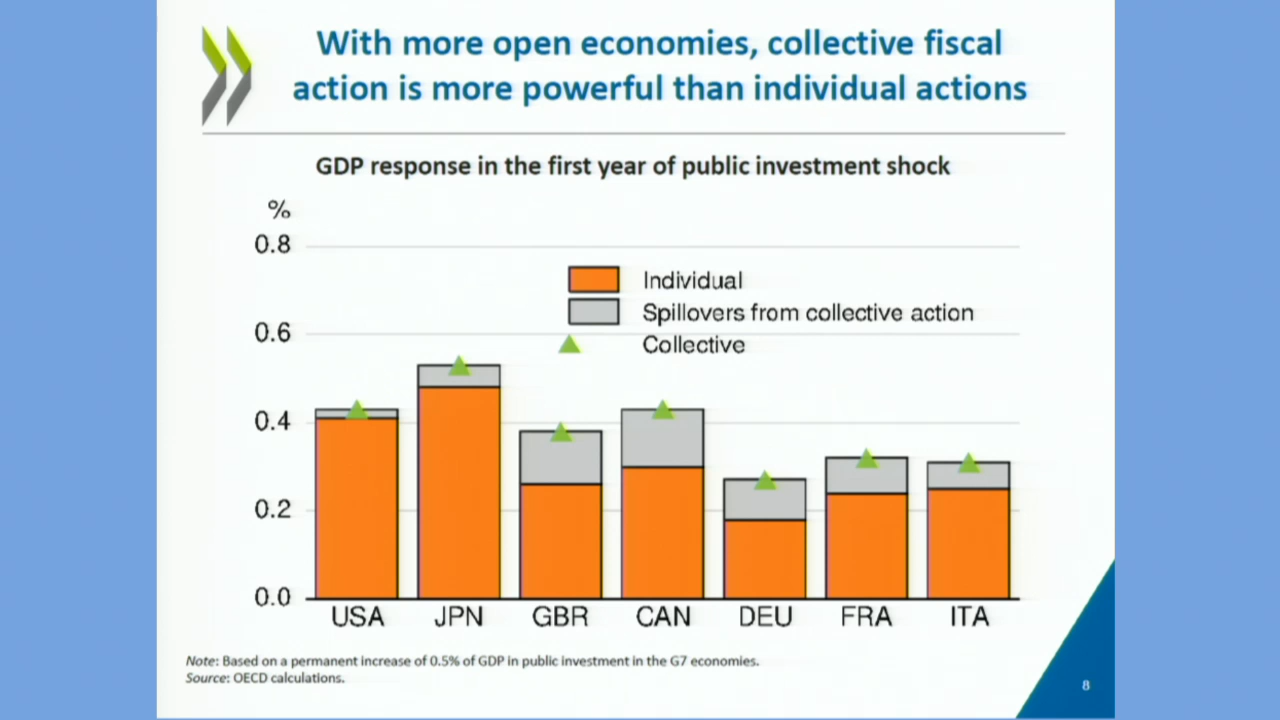 With more open economies, collective fiscal
action is more powerful than individual actions
GDP response in the first year of public investment shock
%
0.8
Individual
Spillovers from collective action
0.6
Collective
0.4
0.2
0.0
USA JPN GBR CAN DEU FRA ITA
Note: Based on a permanent increase of 0.5% of GDP in public investment in the G7 economies.
Source: OECD calculations.
8